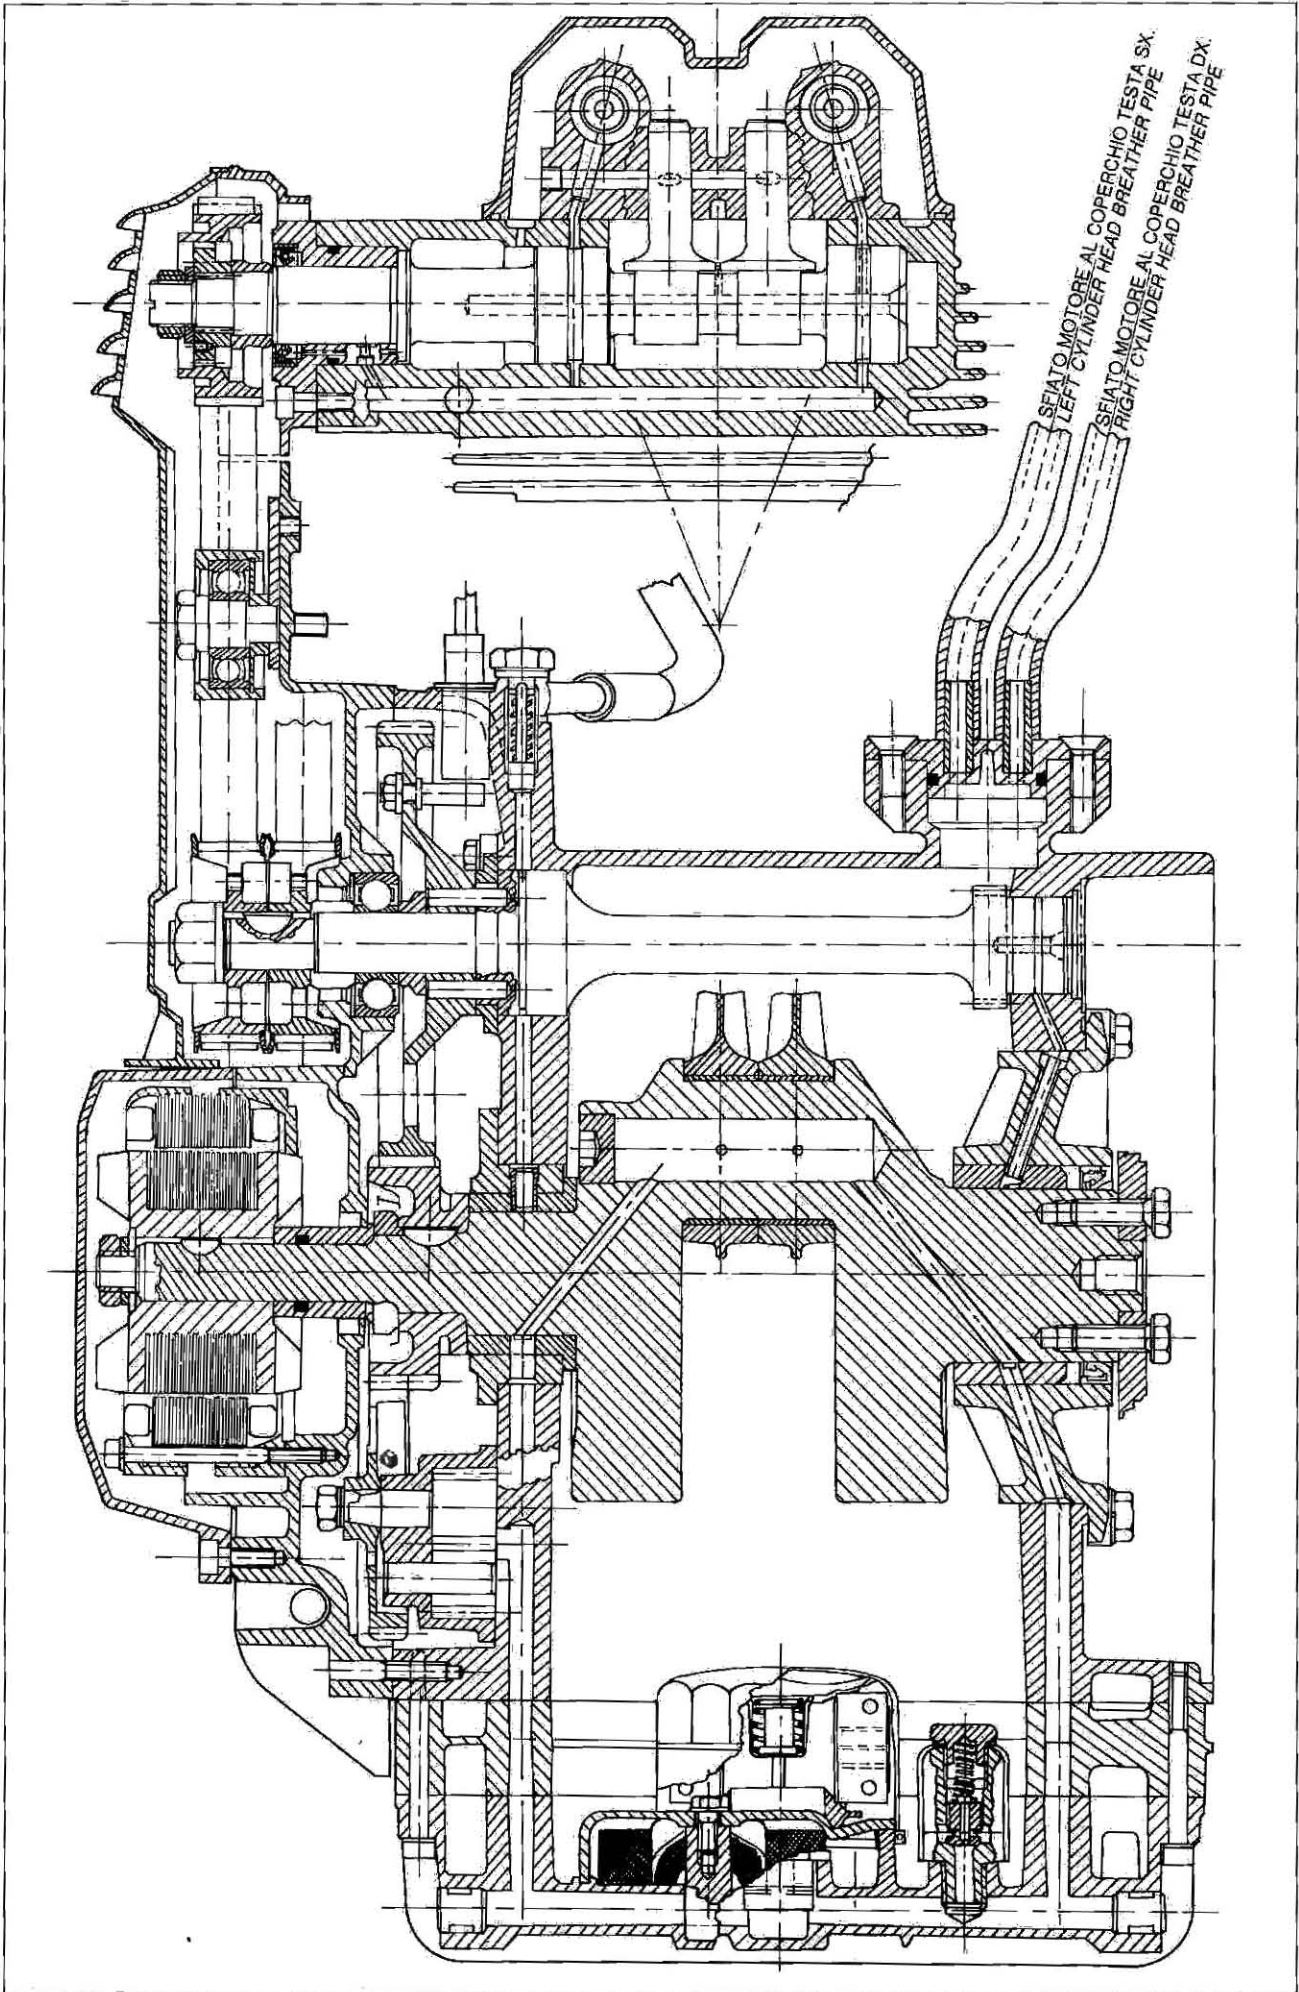 SFIATO MOTORE AL COPERCHIO TESTA SX.
LEFT CYLINDER HEAD BREATHER PIPE
SFIATO MOTORE AL COPERCHIO TESTA DX.
RIGHT CYLINDER HEAD BREATHER PIPE